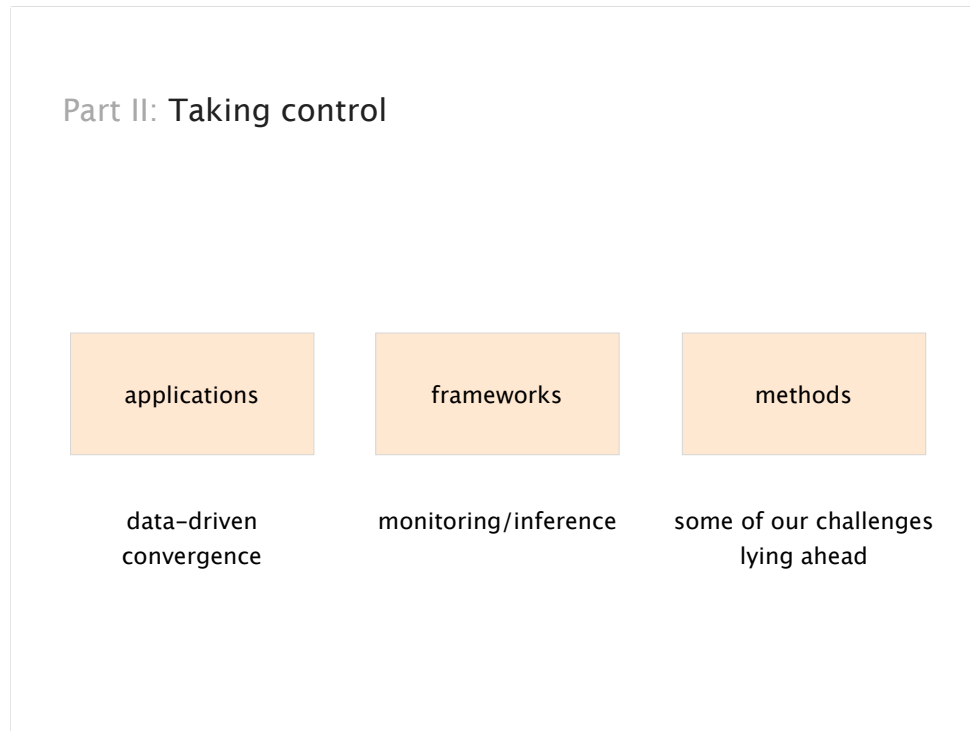 Part II: Taking control
applications
frameworks
methods
data-driven
convergence
monitoring/inference
some of our challenges
lying ahead